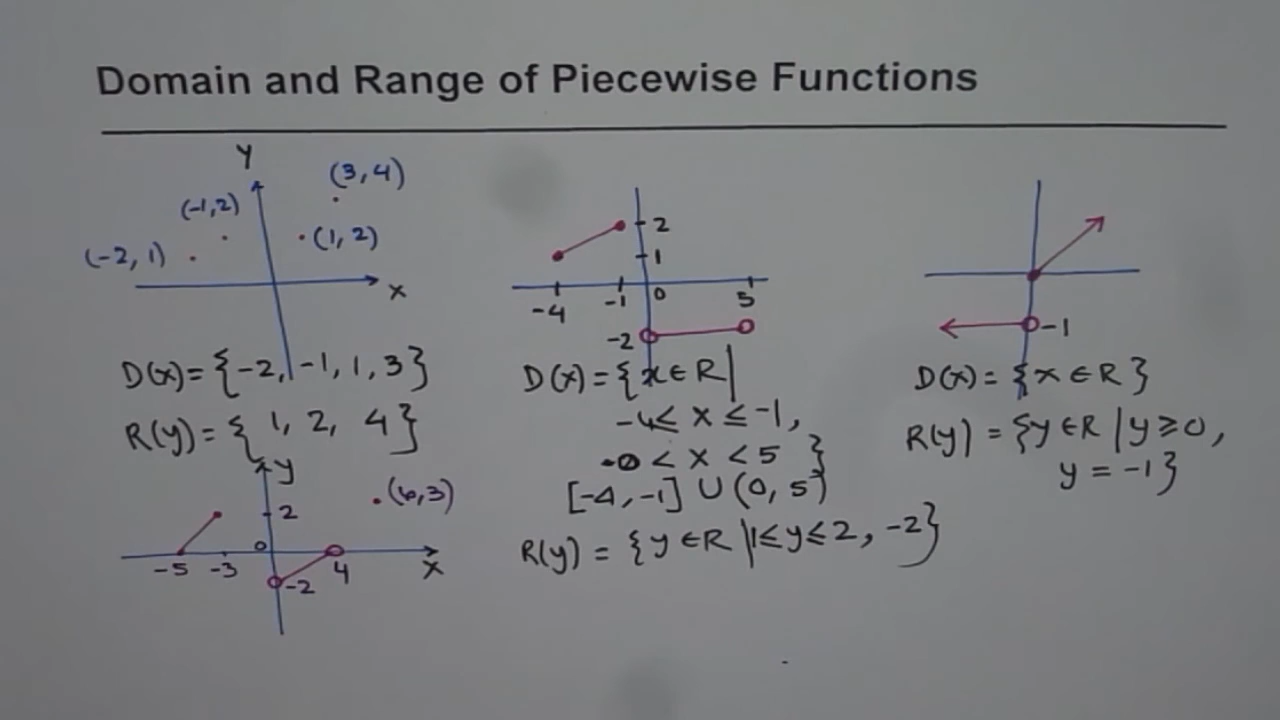 Domain and Range of Piecewise Functions
Y
(3, 4)
(-1, 2)
(1, 2)
(-2, 1)
x
D(x) = {-2, -1, 1, 3}
R(y) = { 1, 2, 4}
2
1
-4
-1
0
5
-2
D(x) = {x ∈ R|
-4 ≤ x ≤ -1,
0 < x < 5 }
[-4, -1] ∪ (0, 5)
R(y) = {y ∈ R | 1 ≤ y ≤ 2, -2}
-1
D(x) = {x ∈ R}
R(y) = {y ∈ R | y ≥ 0,
y = -1}
y
2
(6, 3)
0
-5
-3
-2
4
x